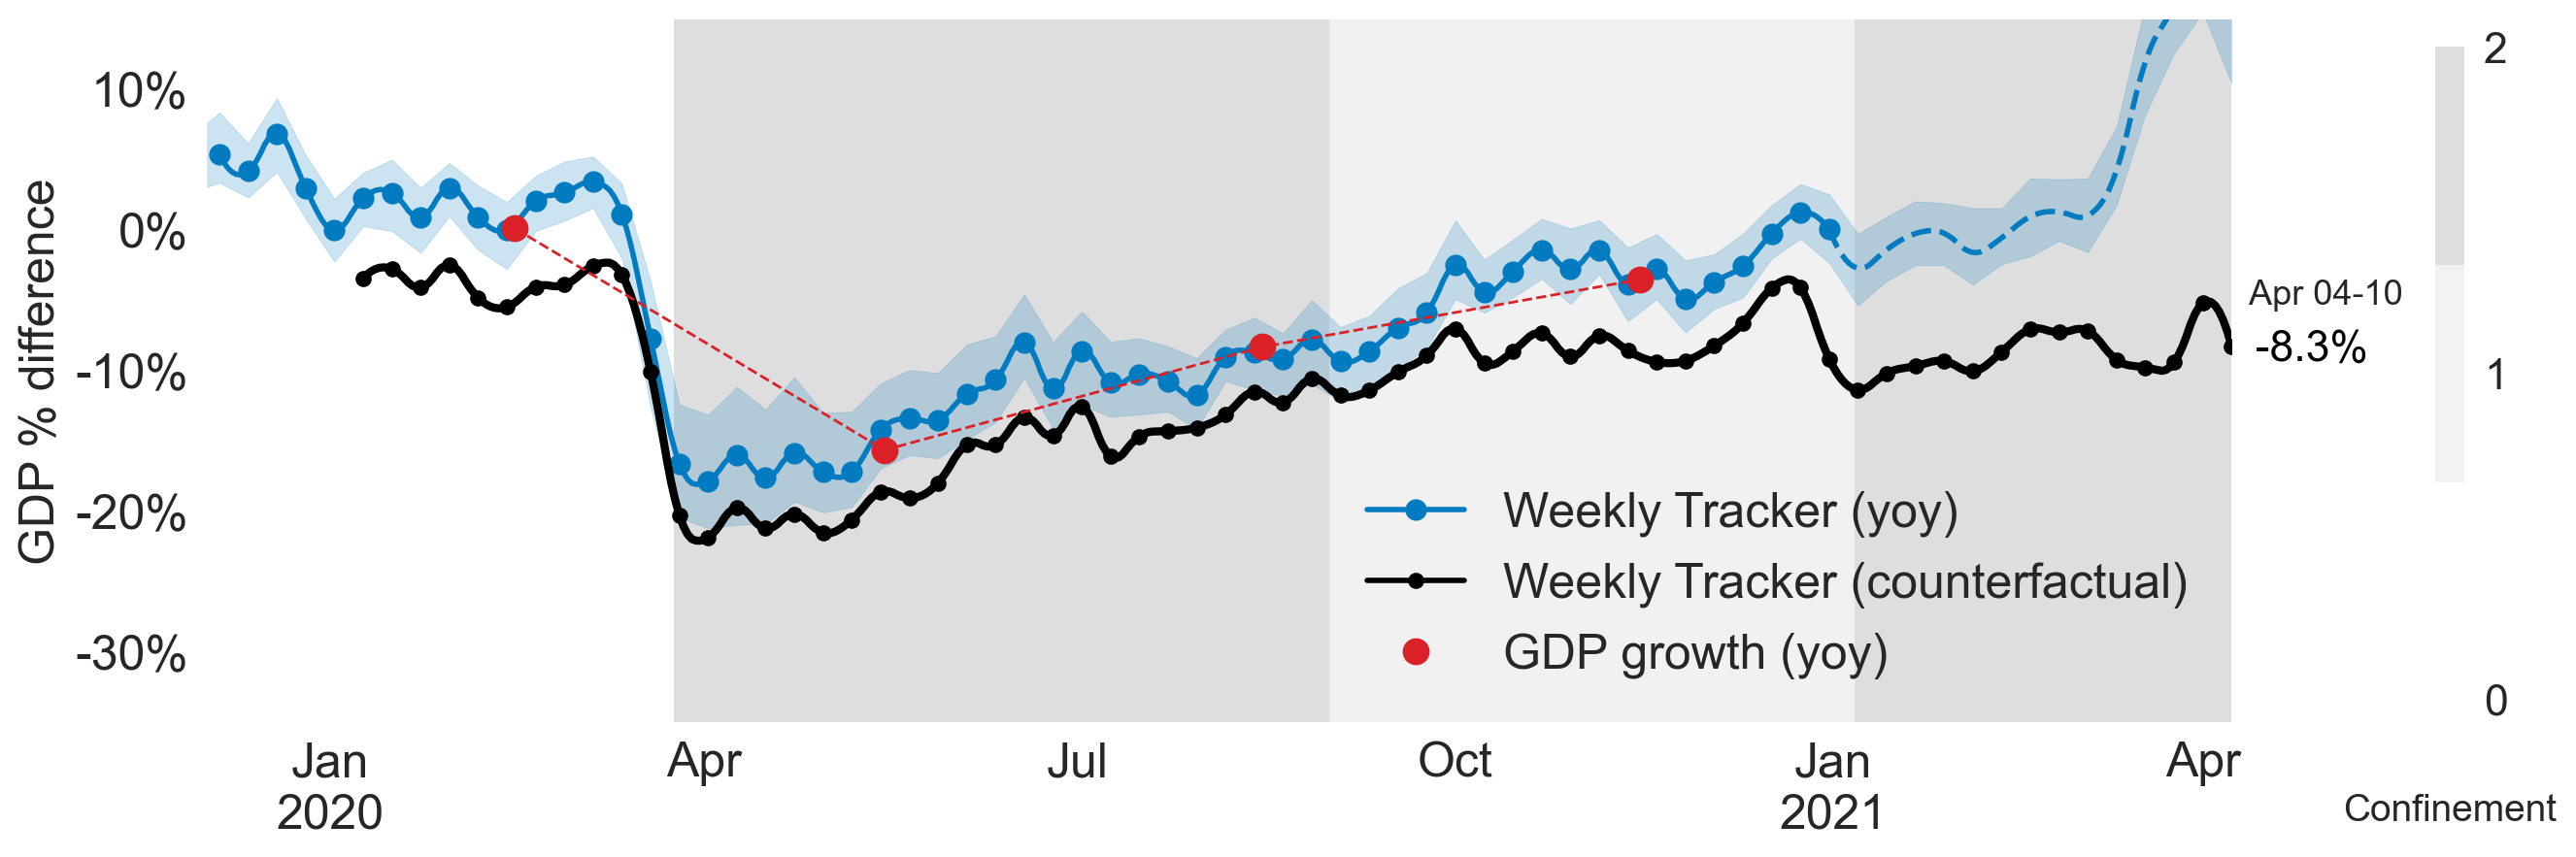 GDP % difference
10%
0%
-10%
-20%
-30%
Weekly Tracker (yoy)
Weekly Tracker (counterfactual)
GDP growth (yoy)
Apr 04-10
-8.3%
2
1
0
Jan
2020
Apr
Jul
Oct
Jan
2021
Apr
Confinement